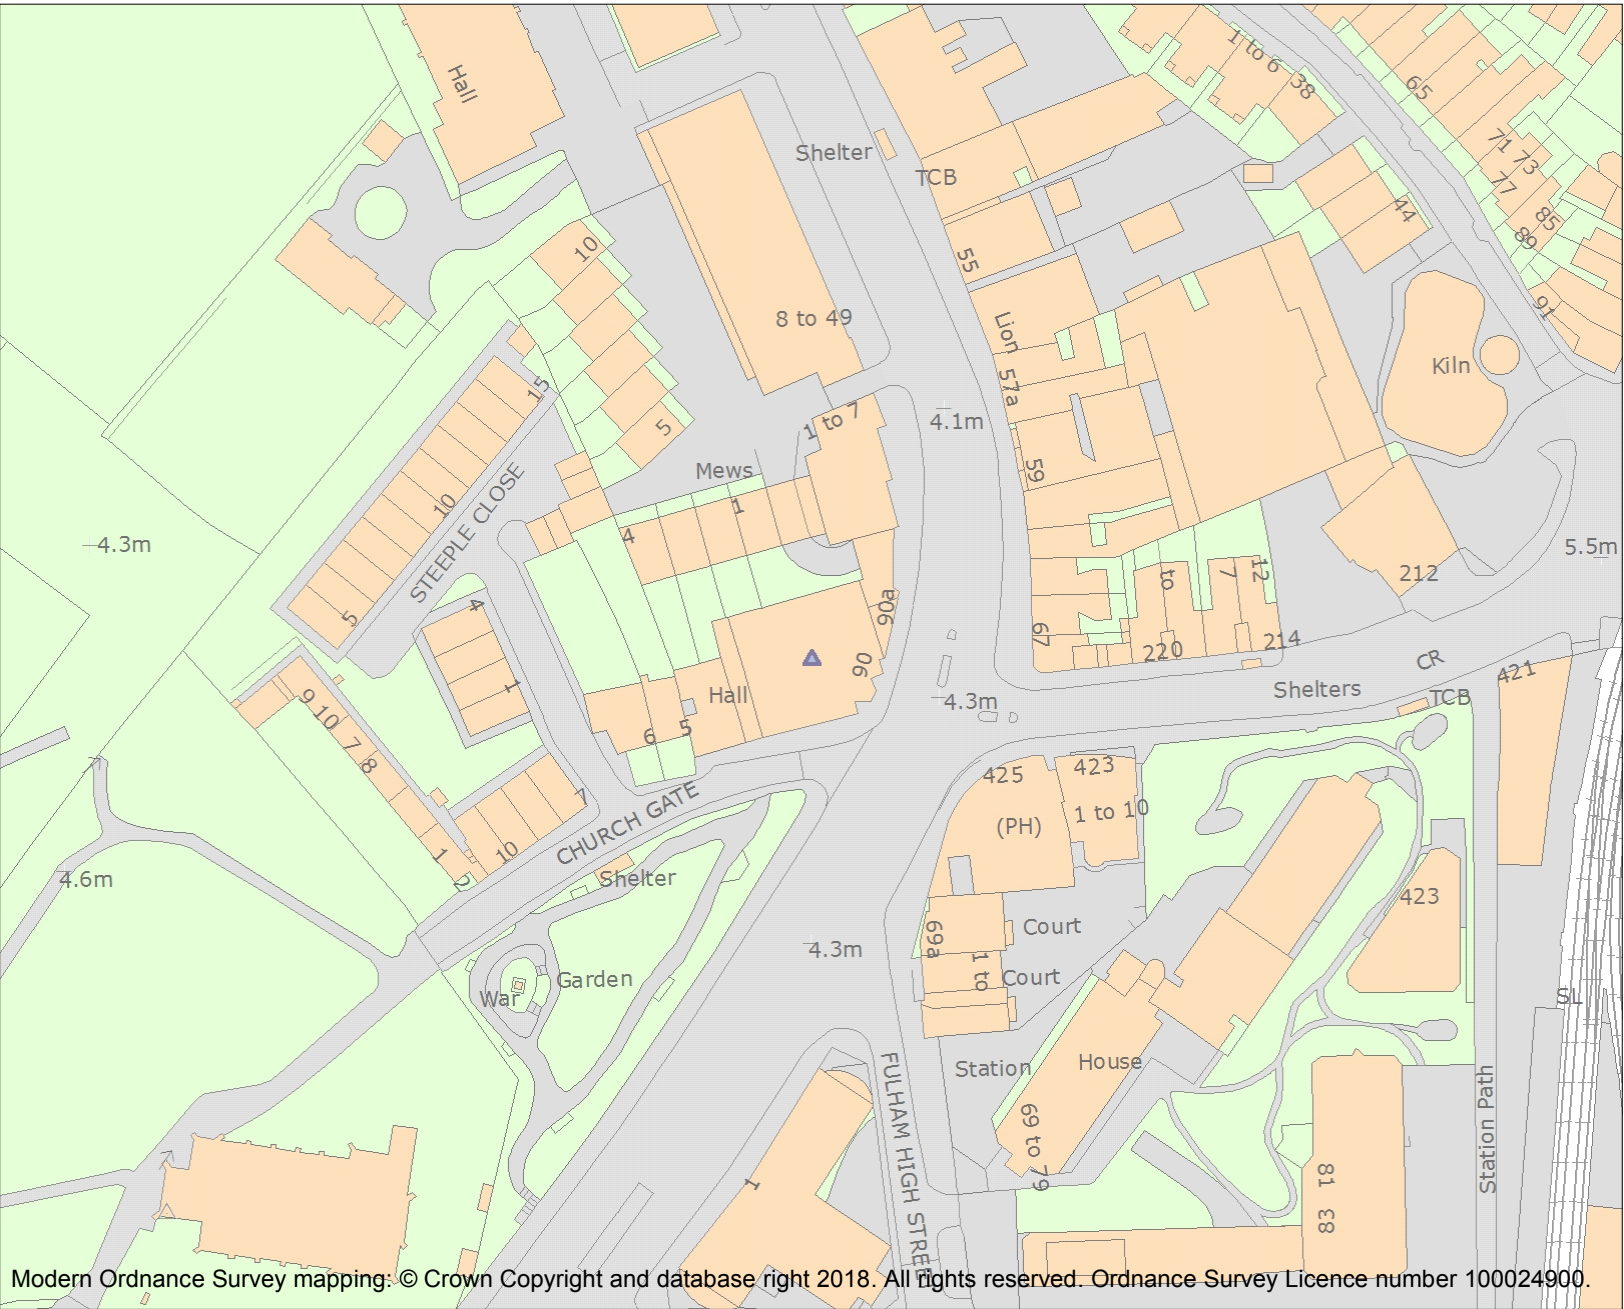 Hall
1 to 6
38
65
71 73
77
85
89
91
Shelter
TCB
44
10
55
8 to 49
Lion
57a
Kiln
15
5
1 to 7
4.1m
Mews
59
10
STEEPLE CLOSE
1
4
4.3m
5.5m
212
to
7
12
5
4
90a
67
220
214
90
CR
421
1
Hall
4.3m
Shelters
TCB
9 10
7
8
6
5
425
423
1 to 10
(PH)
7
CHURCH GATE
10
1
2
4.6m
Shelter
423
69a
Court
4.3m
1 to
Court
Garden
War
SL
Station
House
FULHAM HIGH STREE
69 to 79
Station Path
1
81
83
Modern Ordnance Survey mapping: © Crown Copyright and database right 2018. All rights reserved. Ordnance Survey Licence number 100024900.